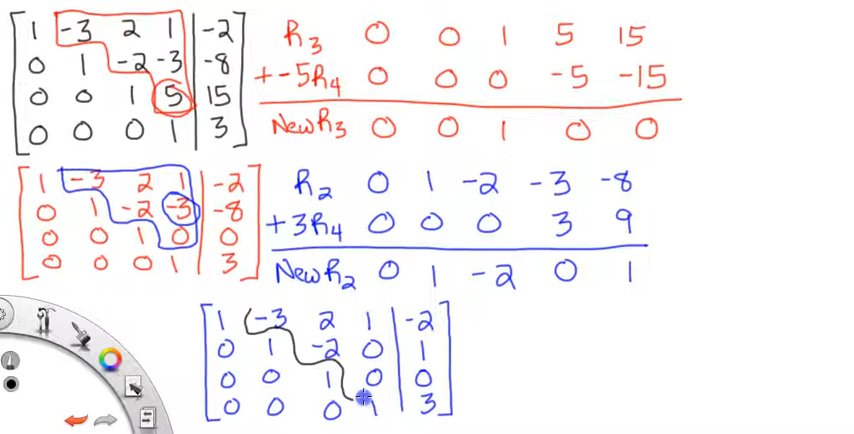 1 -3 2 1 | -2
0 1 -2 -3 | -8
0 0 1 5 | 15
0 0 0 1 | 3
R3 0 0 1 5 15
+-5R4 0 0 0 -5 -15
New R3 0 0 1 0 0
1 -3 2 1 | -2
0 1 -2 -3 | -8
0 0 1 0 | 0
0 0 0 1 | 3
R2 0 1 -2 -3 -8
+3R4 0 0 0 3 9
New R2 0 1 -2 0 1
1 -3 2 1 | -2
0 1 -2 0 | 1
0 0 1 0 | 0
0 0 0 1 | 3